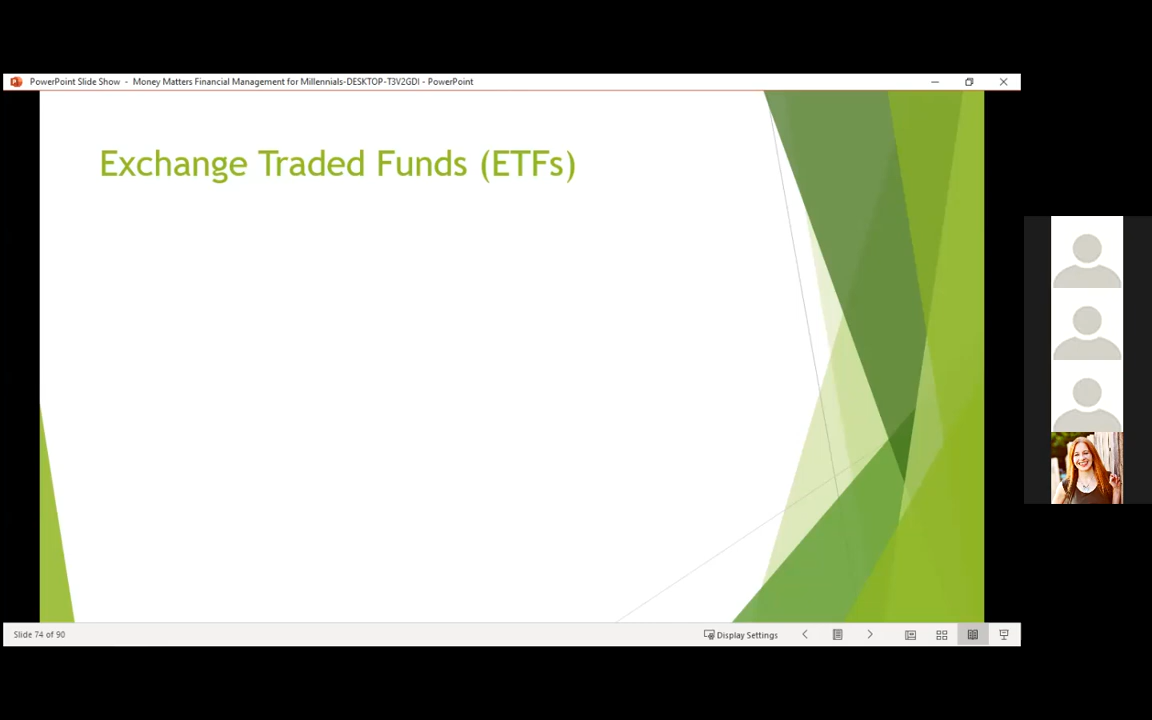 PowerPoint Slide Show - Money Matters Financial Management for Millennials-DESKTOP-T3V2GDI - PowerPoint
Exchange Traded Funds (ETFs)
Slide 74 of 90
Display Settings